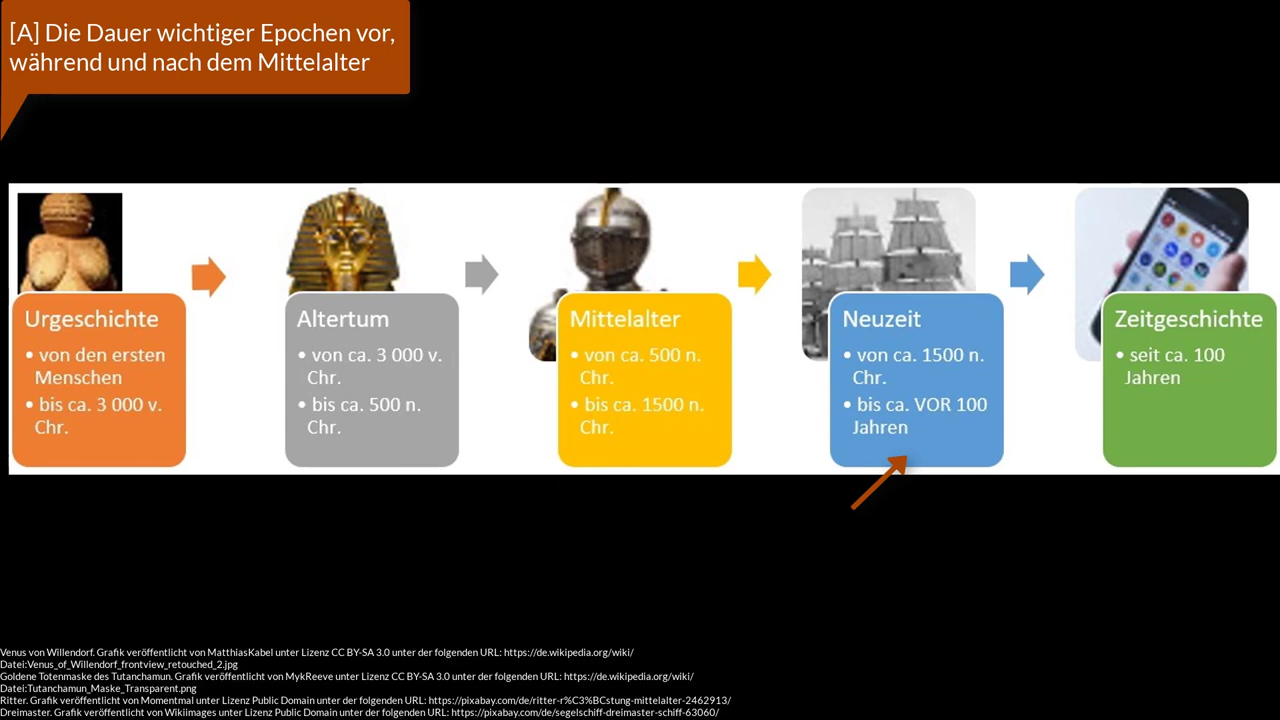 [A] Die Dauer wichtiger Epochen vor,
während und nach dem Mittelalter
Urgeschichte
• von den ersten
Menschen
• bis ca. 3 000 v.
Chr.
Altertum
• von ca. 3 000 v.
Chr.
• bis ca. 500 n.
Chr.
Mittelalter
• von ca. 500 n.
Chr.
• bis ca. 1500 n.
Chr.
Neuzeit
• von ca. 1500 n.
Chr.
• bis ca. VOR 100
Jahren
Zeitgeschichte
• seit ca. 100
Jahren
Venus von Willendorf. Grafik veröffentlicht von MatthiasKabel unter Lizenz CC BY-SA 3.0 unter der folgenden URL: https://de.wikipedia.org/wiki/
Datei:Venus_of_Willendorf_frontview_retouched_2.jpg
Goldene Totenmaske des Tutanchamun. Grafik veröffentlicht von MykReeve unter Lizenz CC BY-SA 3.0 unter der folgenden URL: https://de.wikipedia.org/wiki/
Datei:Tutanchamun_Maske_Transparent.png
Ritter. Grafik veröffentlicht von Momentmal unter Lizenz Public Domain unter der folgenden URL: https://pixabay.com/de/ritter-r%C3%BCstung-mittelalter-2462913/
Dreimaster. Grafik veröffentlicht von Wikiimages unter Lizenz Public Domain unter der folgenden URL: https://pixabay.com/de/segelschiff-dreimaster-schiff-63060/